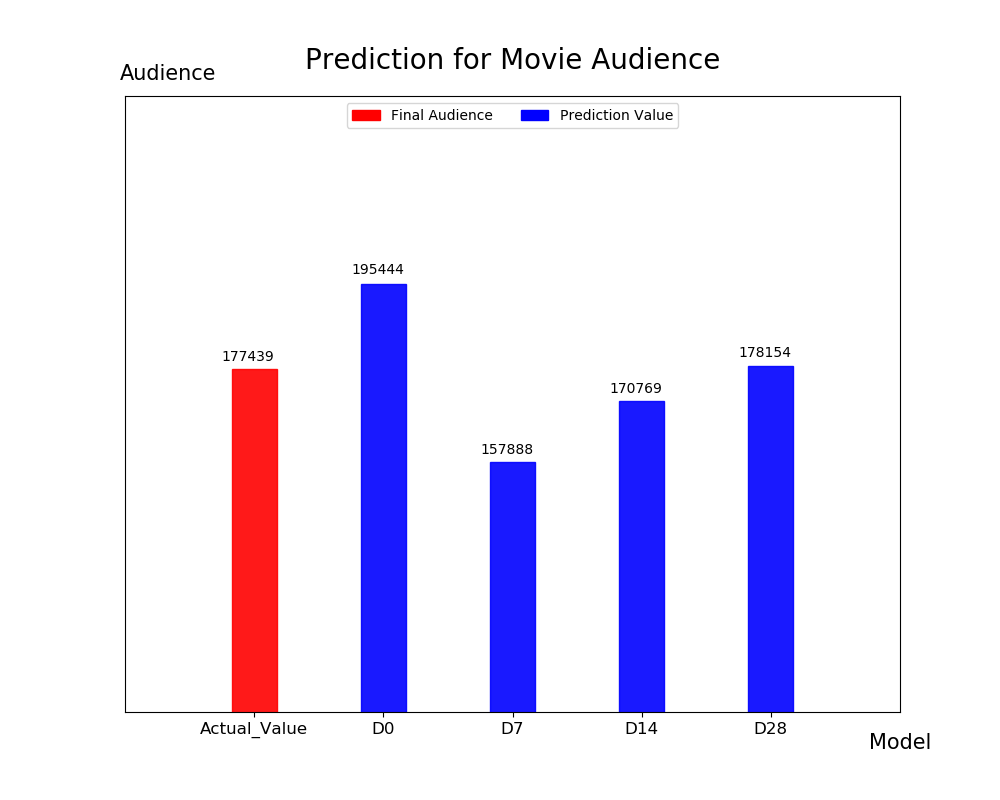 Prediction for Movie Audience
Audience
Final Audience Prediction Value
195444
177439
178154
170769
157888
Actual_Value D0 D7 D14 D28
Model